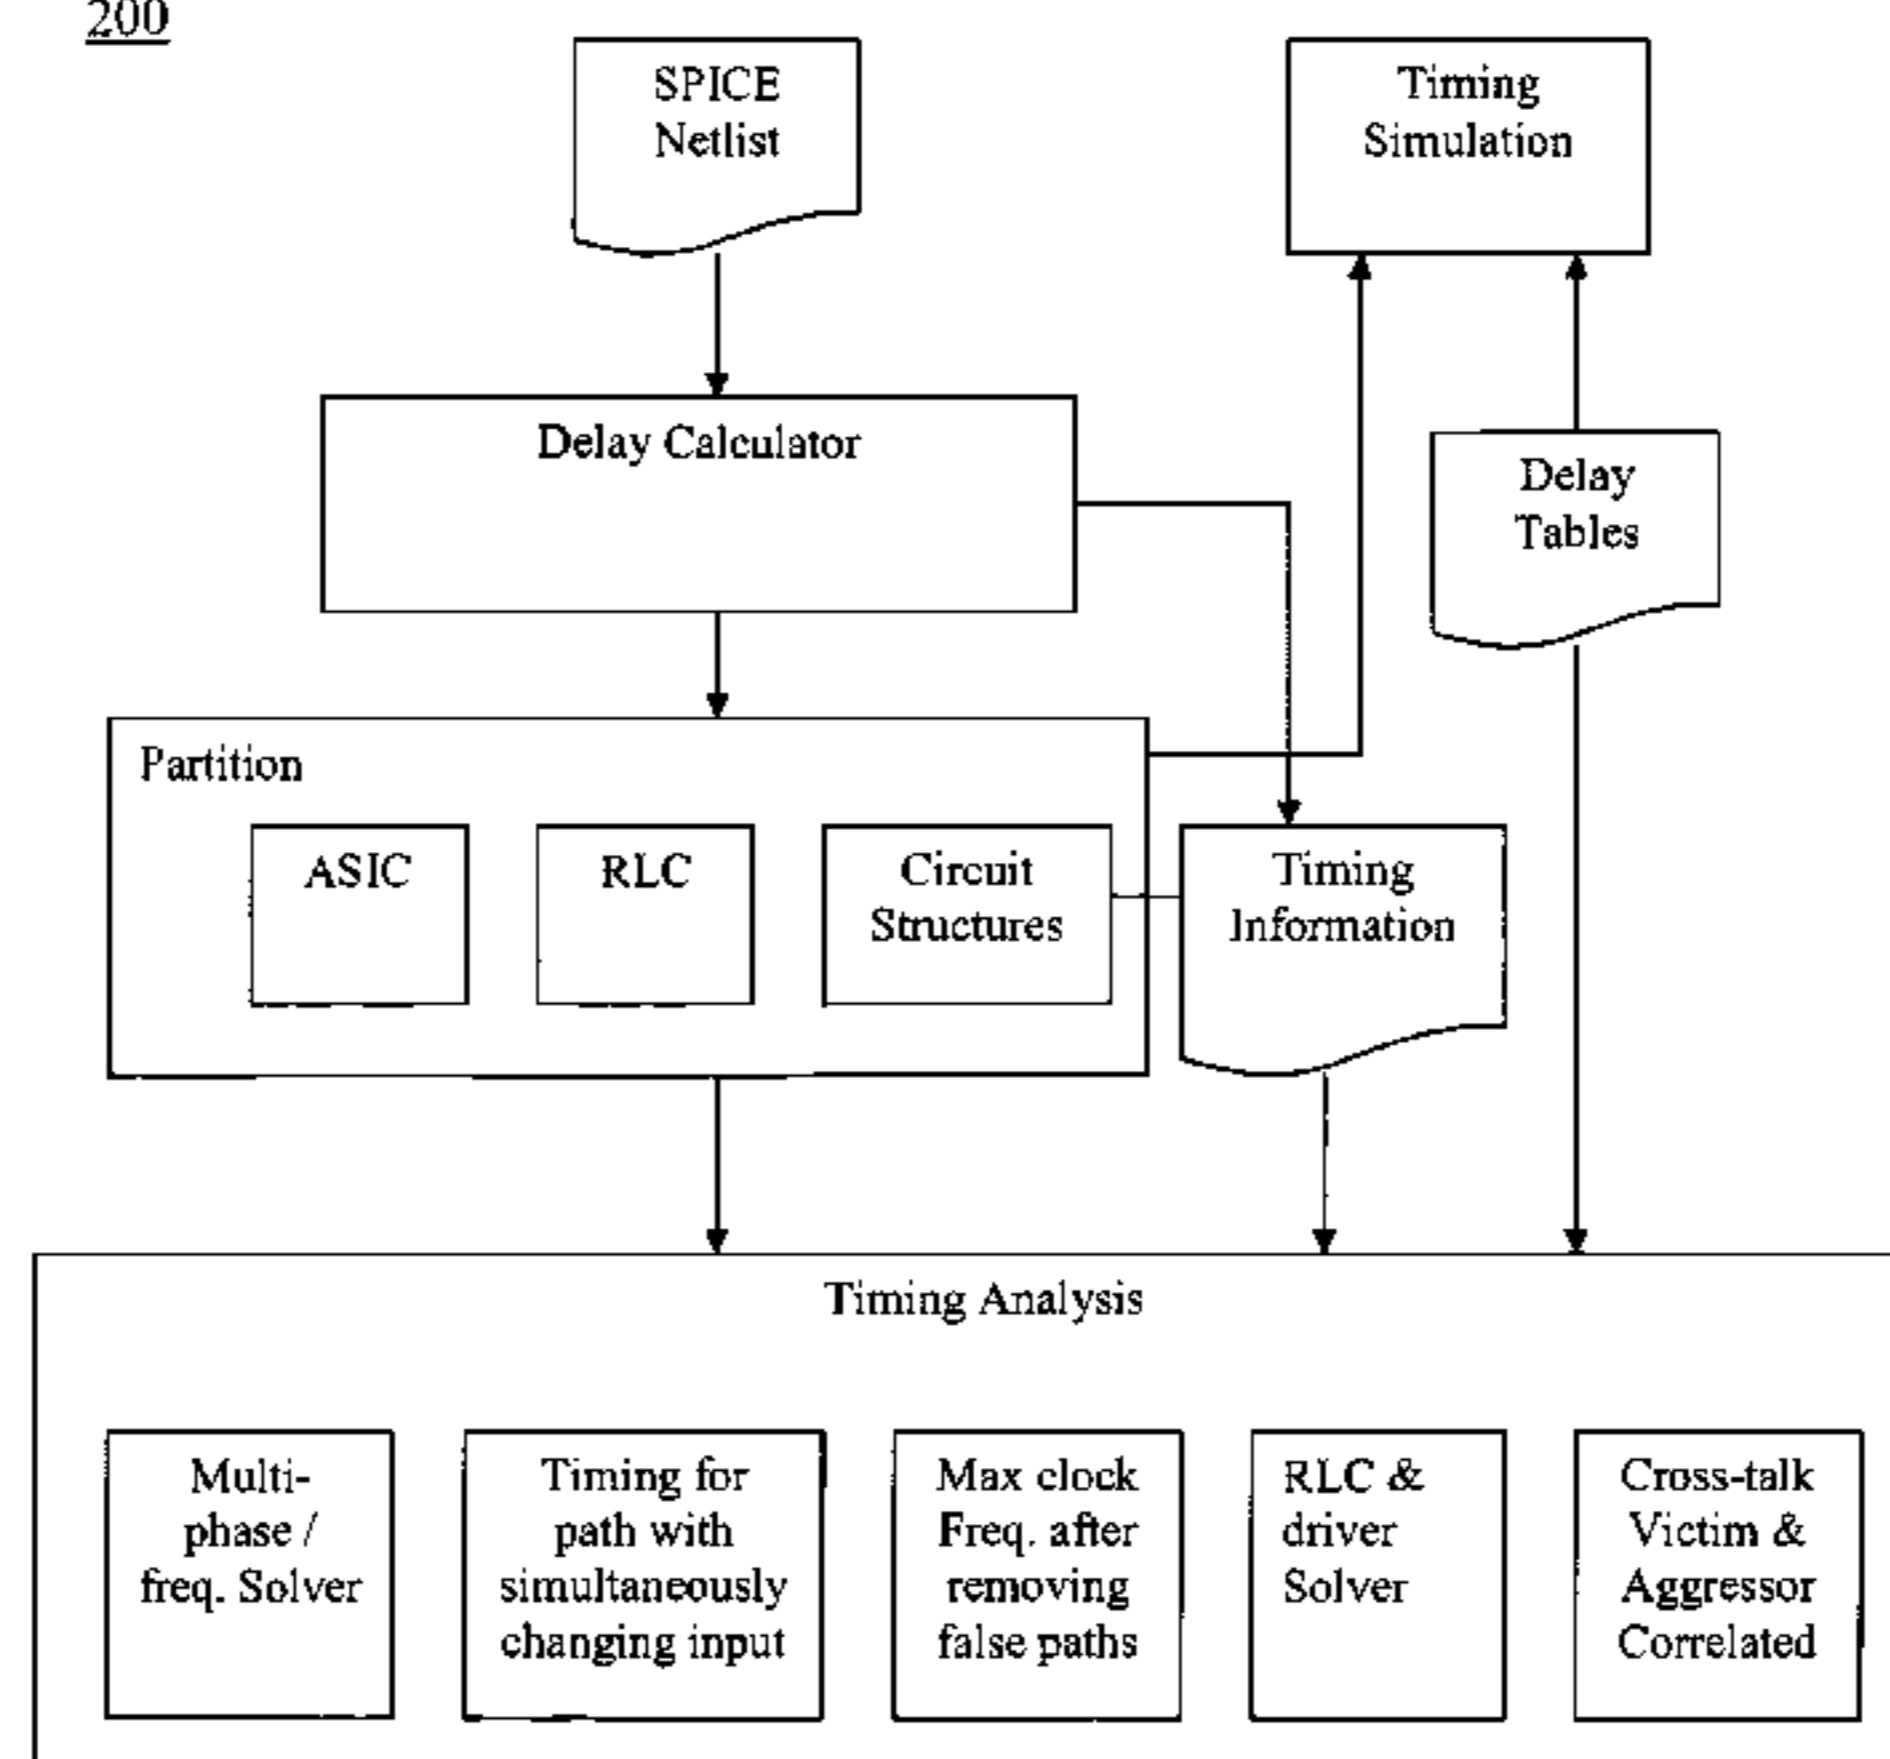 200
SPICE
Netlist
Timing
Simulation
Delay Calculator
Delay
Tables
Partition
ASIC
RLC
Circuit
Structures
Timing
Information
Timing Analysis
Multi-
phase /
freq. Solver
Timing for
path with
simultaneously
changing input
Max clock
Freq. after
removing
false paths
RLC &
driver
Solver
Cross-talk
Victim &
Aggressor
Correlated